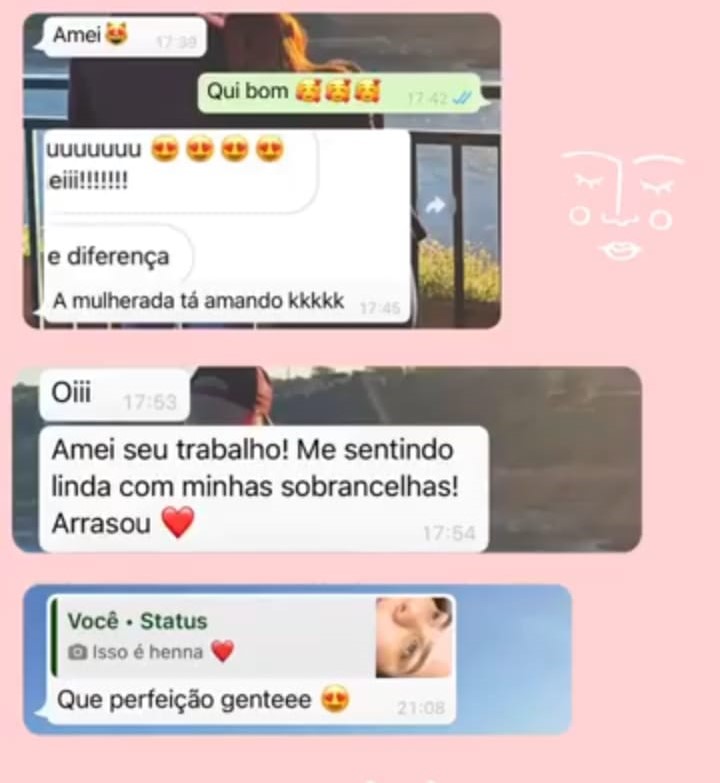 Amei😻 17:39
Qui bom 🥰🥰🥰 17:42
uuuuuuu 😍 😍 😍 😍
eiii!!!!!!!
e diferença
A mulherada tá amando kkkkk 17:45
Oiii 17:53
Amei seu trabalho! Me sentindo
linda com minhas sobrancelhas!
Arrasou ❤️ 17:54
Você • Status
Isso é henna ❤️
Que perfeição genteee 😍 21:08